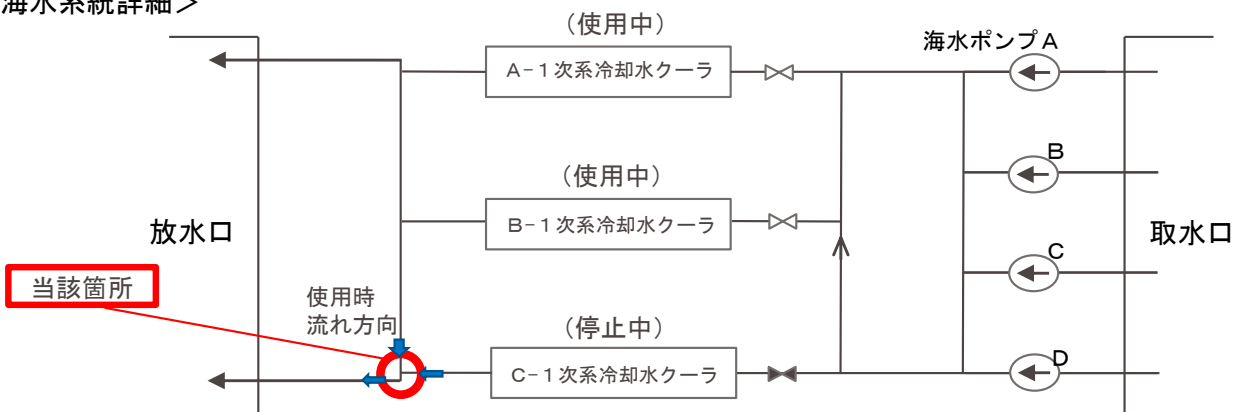 海水系統詳細＞
（使用中）
海水ポンプA
A-1次系冷却水クーラ
B
（使用中）
B-1次系冷却水クーラ
放水口
取水口
C
当該箇所
使用時
流れ方向
（停止中）
C-1次系冷却水クーラ
D